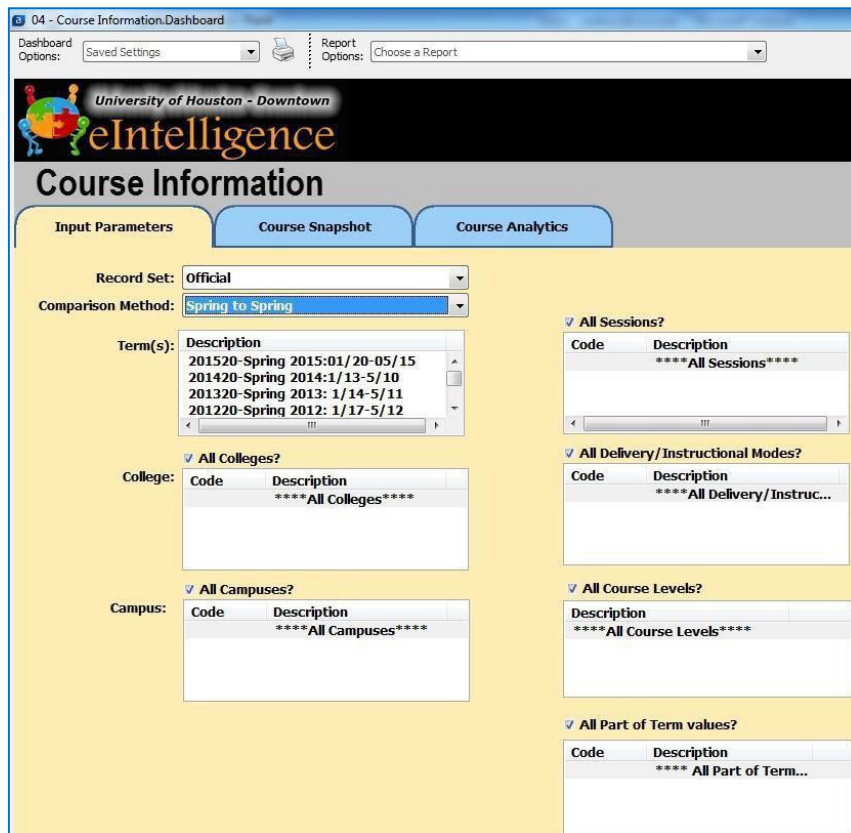 04 - Course Information.Dashboard
Dashboard Options:
Saved Settings
Report Options:
Choose a Report
University of Houston - Downtown
eIntelligence
Course Information
Input Parameters
Course Snapshot
Course Analytics
Record Set: Official
Comparison Method: Spring to Spring
Term(s):
Description
201520-Spring 2015:01/20-05/15
201420-Spring 2014:1/13-5/10
201320-Spring 2013: 1/14-5/11
201220-Spring 2012: 1/17-5/12
All Colleges?
College:
Code Description
****All Colleges****
All Campuses?
Campus:
Code Description
****All Campuses****
All Sessions?
Code Description
****All Sessions****
All Delivery/Instructional Modes?
Code Description
****All Delivery/Instruc...
All Course Levels?
Description
****All Course Levels****
All Part of Term values?
Code Description
**** All Part of Term...